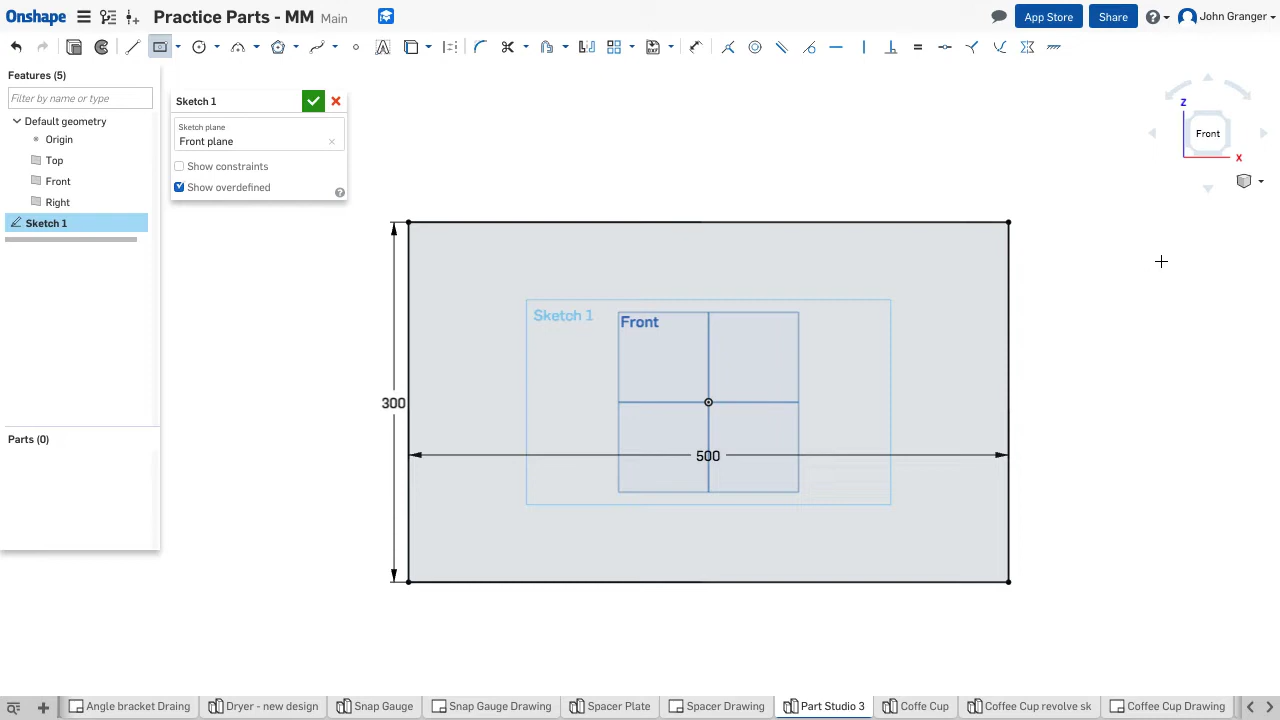 Onshape
Practice Parts - MM Main
App Store
Share
John Granger
Features (5)
Filter by name or type
Default geometry
Origin
Top
Front
Right
Sketch 1
Parts (0)
Sketch 1
Sketch plane
Front plane
Show constraints
Show overdefined
Z
Front
X
Sketch 1
Front
300
500
Angle bracket Draing
Dryer - new design
Snap Gauge
Snap Gauge Drawing
Spacer Plate
Spacer Drawing
Part Studio 3
Coffe Cup
Coffee Cup revolve sk
Coffee Cup Drawing